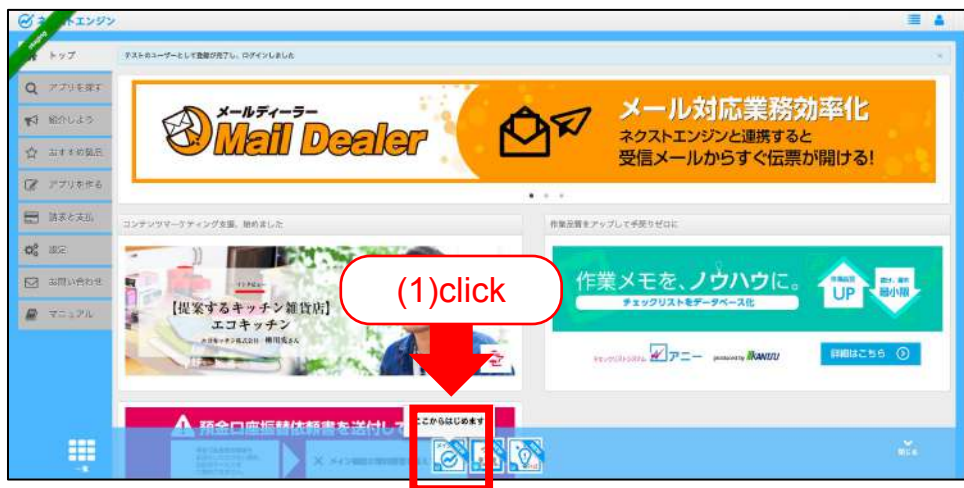 ネクストエンジン
トップ
テストのユーザーとして登録が完了し、ログインしました
アプリを探す
紹介しよう
おすすめ製品
アプリを作る
請求と支払
設定
お問い合わせ
マニュアル
メールディーラー
Mail Dealer
メール対応業務効率化
ネクストエンジンと連携すると
受信メールからすぐ伝票が開ける!
コンテンツマーケティング支援、始めました
作業品質をアップして手戻りゼロに
【提案するキッチン雑貨店】
エコキッチン
(1)click
作業メモを、ノウハウに。
チェックリストをデータベース化
UP
最小限
アニー
produced by
詳細はこちら
預金口座振替依頼書を送付して
ここからはじめます
一覧
閉じる